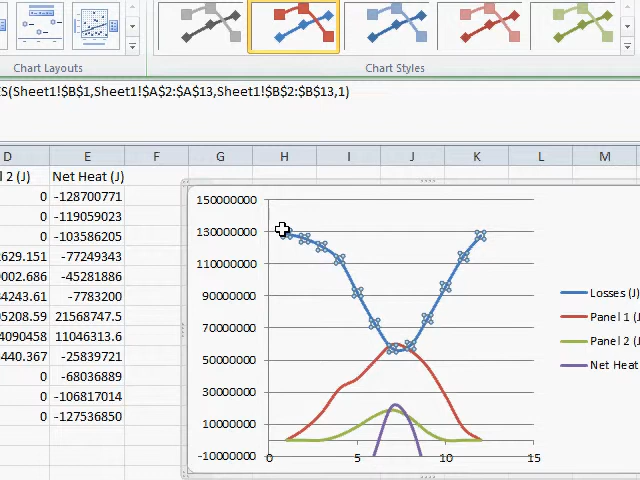 Chart Layouts
Chart Styles
S(Sheet1!$B$1,Sheet1!$A$2:$A$13,Sheet1!$B$2:$B$13,1)
D E F G H I J K L M
l 2 (J) Net Heat (J)
0 -128700771
0 -119059023
0 -103586205
629.151 -77249343
0002.686 -45281886
4243.61 -7783200
05208.59 21568747.5
4090458 11046313.6
440.367 -25839721
0 -68036889
0 -106817014
0 -127536850
150000000
130000000
110000000
90000000
70000000
50000000
30000000
10000000
-10000000
0 5 10 15
Losses (J)
Panel 1 (J
Panel 2 (J
Net Heat